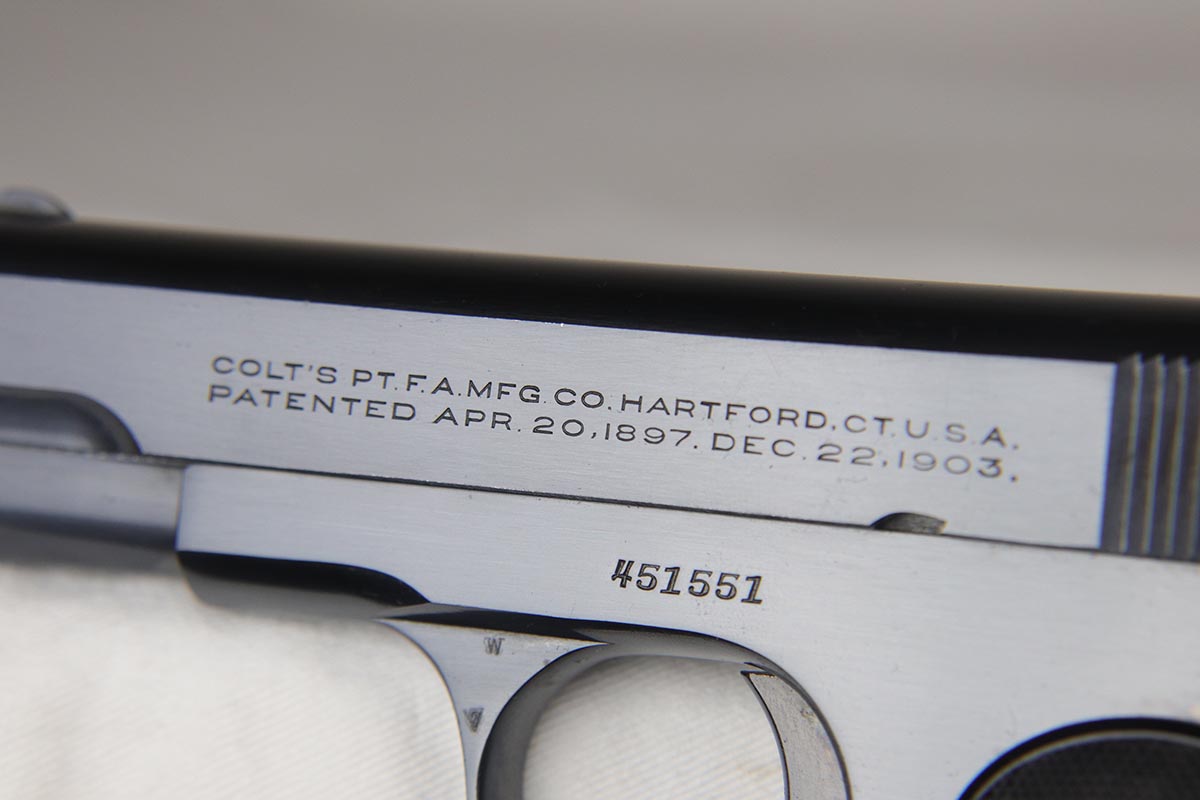 COLT'S PT.F.A.MFG.CO.HARTFORD,CT.U.S.A.
PATENTED APR.20,1897.DEC.22,1903.
451551
W